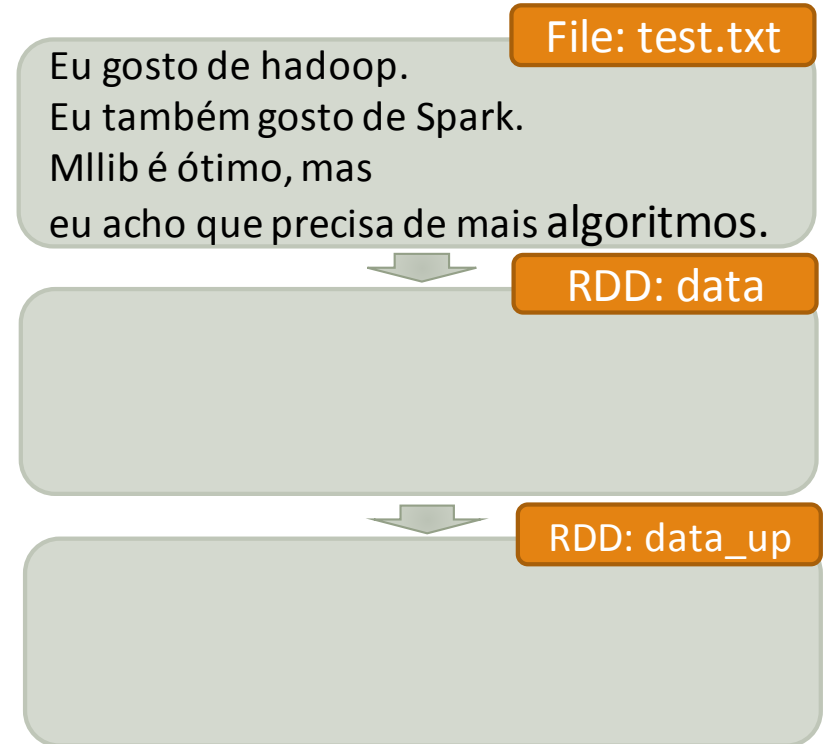 File: test.txt
Eu gosto de hadoop.
Eu também gosto de Spark.
Mllib é ótimo, mas
eu acho que precisa de mais algoritmos.
RDD: data
RDD: data_up